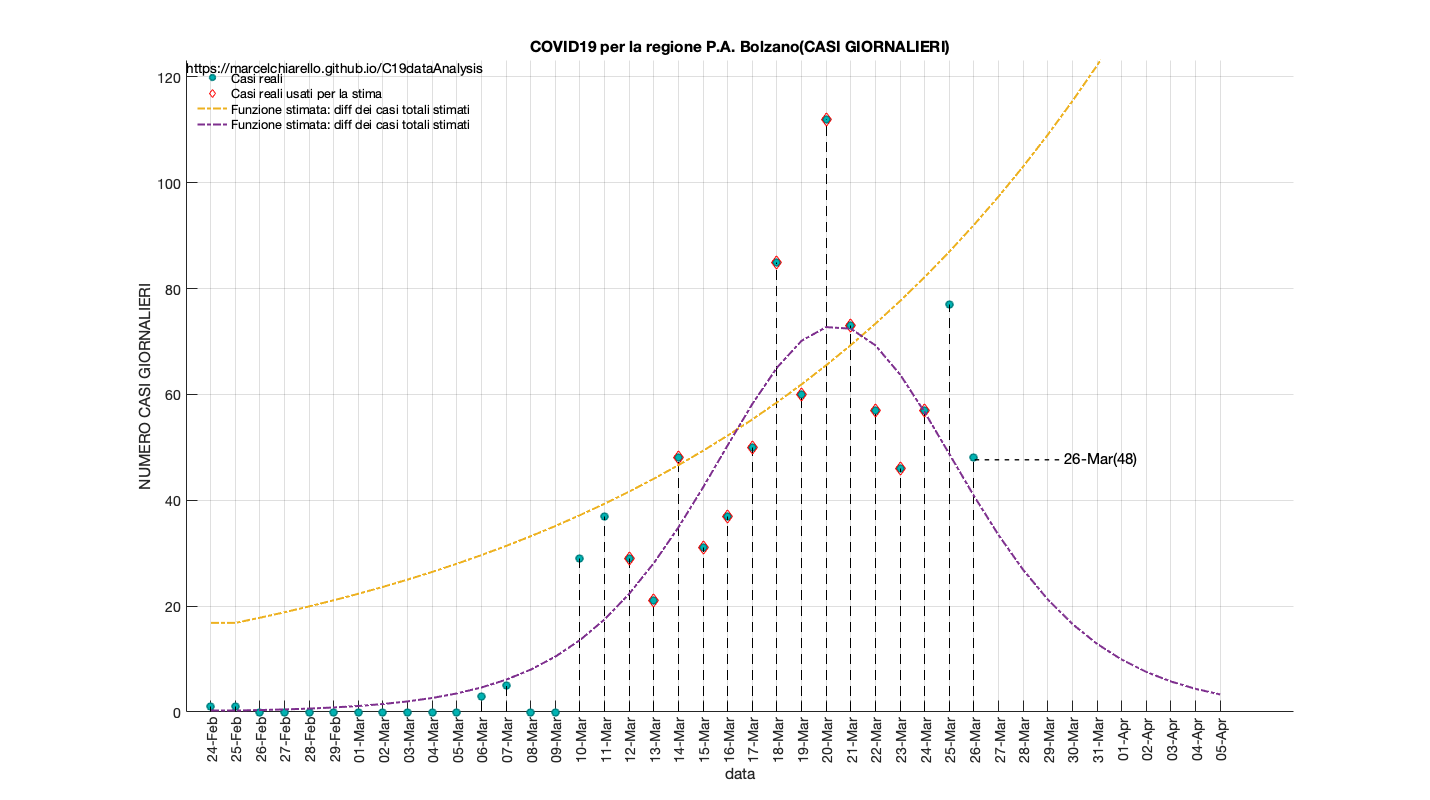 COVID19 per la regione P.A. Bolzano(CASI GIORNALIERI)
https://marcelchiarello.github.io/C19dataAnalysis
Casi reali
Casi reali usati per la stima
Funzione stimata: diff dei casi totali stimati
Funzione stimata: diff dei casi totali stimati
NUMERO CASI GIORNALIERI
120
100
80
60
40
20
0
26-Mar(48)
24-Feb
25-Feb
26-Feb
27-Feb
28-Feb
29-Feb
01-Mar
02-Mar
03-Mar
04-Mar
05-Mar
06-Mar
07-Mar
08-Mar
09-Mar
10-Mar
11-Mar
12-Mar
13-Mar
14-Mar
15-Mar
16-Mar
17-Mar
18-Mar
19-Mar
20-Mar
21-Mar
22-Mar
23-Mar
24-Mar
25-Mar
26-Mar
27-Mar
28-Mar
29-Mar
30-Mar
31-Mar
01-Apr
02-Apr
03-Apr
04-Apr
05-Apr
data